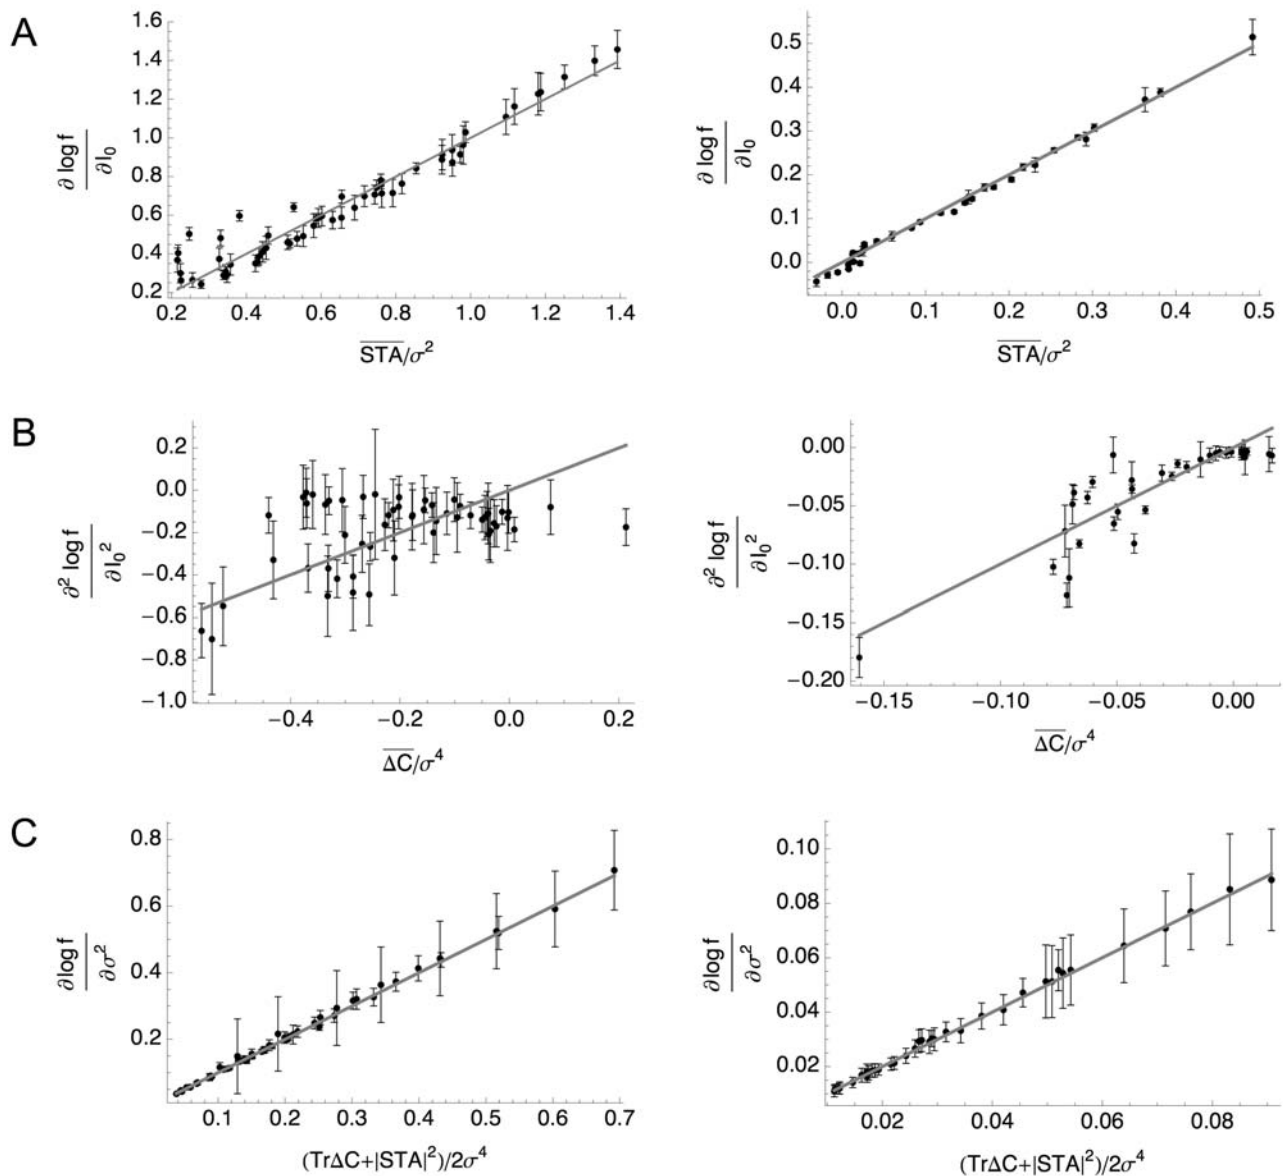 A
1.6
1.4
1.2
1.0
0.8
0.6
0.4
0.2
∂ log f
∂I₀
0.2 0.4 0.6 0.8 1.0 1.2 1.4
STA/σ²
0.5
0.4
0.3
0.2
0.1
0.0
∂ log f
∂I₀
0.0 0.1 0.2 0.3 0.4 0.5
STA/σ²
B
0.2
0.0
−0.2
−0.4
−0.6
−0.8
−1.0
∂² log f
∂I₀²
−0.4 −0.2 0.0 0.2
ΔC/σ⁴
0.00
−0.05
−0.10
−0.15
−0.20
∂² log f
∂I₀²
−0.15 −0.10 −0.05 0.00
ΔC/σ⁴
C
0.8
0.6
0.4
0.2
∂log f
∂σ²
0.1 0.2 0.3 0.4 0.5 0.6 0.7
(TrΔC+|STA|²)/2σ⁴
0.10
0.08
0.06
0.04
0.02
∂log f
∂σ²
0.02 0.04 0.06 0.08
(TrΔC+|STA|²)/2σ⁴